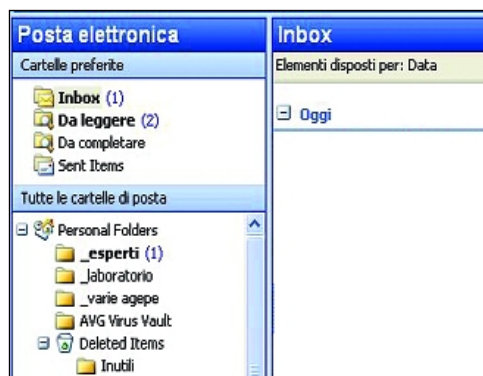 Posta elettronica
Cartelle preferite
Inbox (1)
Da leggere (2)
Da completare
Sent Items
Tutte le cartelle di posta
Personal Folders
_esperti (1)
_laboratorio
_varie agepe
AVG Virus Vault
Deleted Items
Inutili
Inbox
Elementi disposti per: Data
Oggi